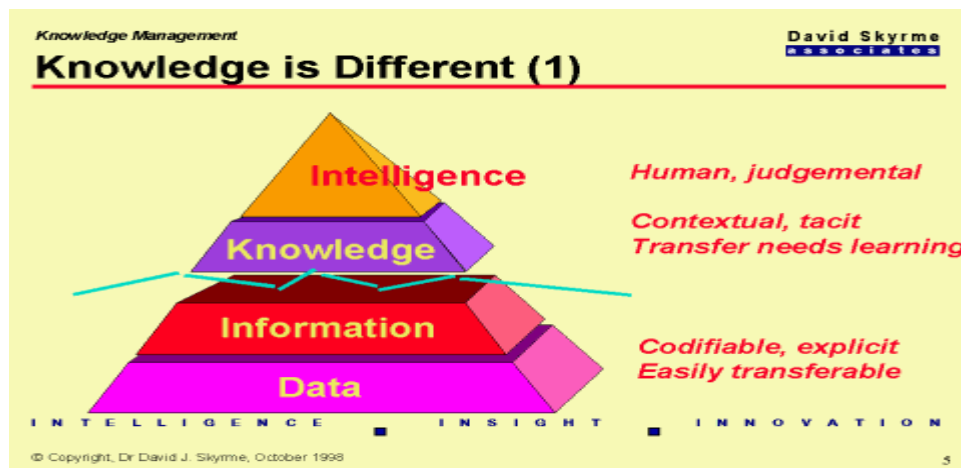 Knowledge Management
David Skyrme
associates
Knowledge is Different (1)
Intelligence
Human, judgemental
Knowledge
Contextual, tacit
Transfer needs learning
Information
Data
Codifiable, explicit
Easily transferable
INTELLIGENCE ■ INSIGHT ■ INNOVATION
© Copyright, Dr David J. Skyrme, October 1998
5